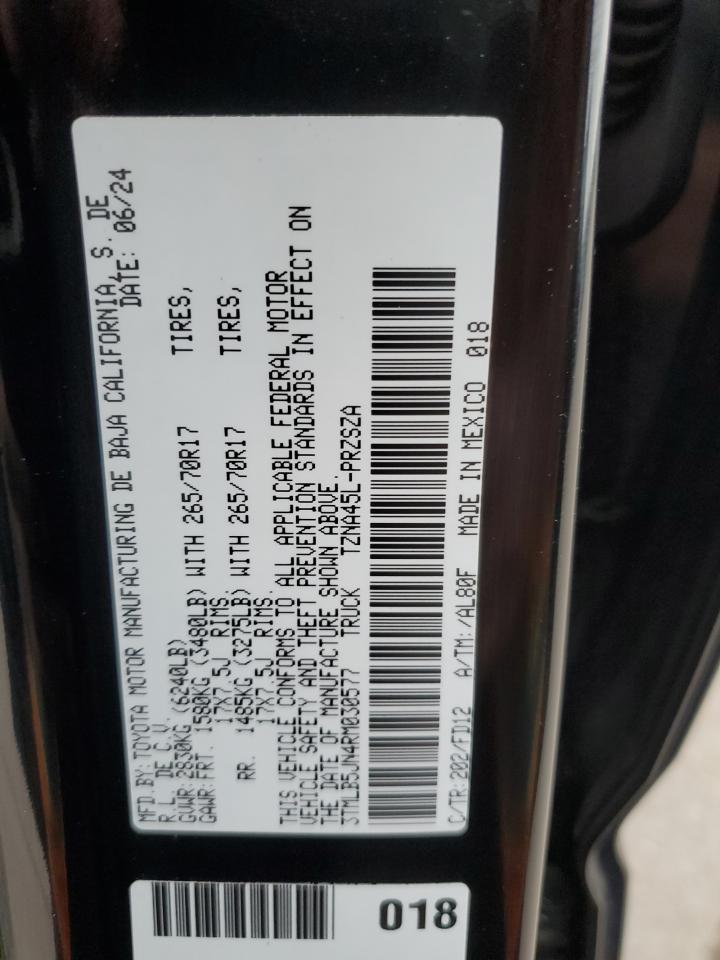 MFD.BY: TOYOTA MOTOR MANUFACTURING DE BAJA CALIFORNIA, S. DE
R L. DE C.V. DATE: 06/24
GVWR:2830KG (6240LB)
GAWR:FRT. 1580KG (3480LB) WITH 265/70R17 TIRES,
17X7.5J RIMS.
RR. 1485KG (3275LB) WITH 265/70R17 TIRES,
17X7.5J RIMS.
THIS VEHICLE CONFORMS TO ALL APPLICABLE FEDERAL MOTOR
VEHICLE SAFETY AND THEFT PREVENTION STANDARDS IN EFFECT ON
THE DATE OF MANUFACTURE SHOWN ABOVE.
3TMLB5JN4RM030577 TRUCK TZNA45L-PRZSZA
C/TR:202/FD12 A/TM:/AL80F MADE IN MEXICO 018
018